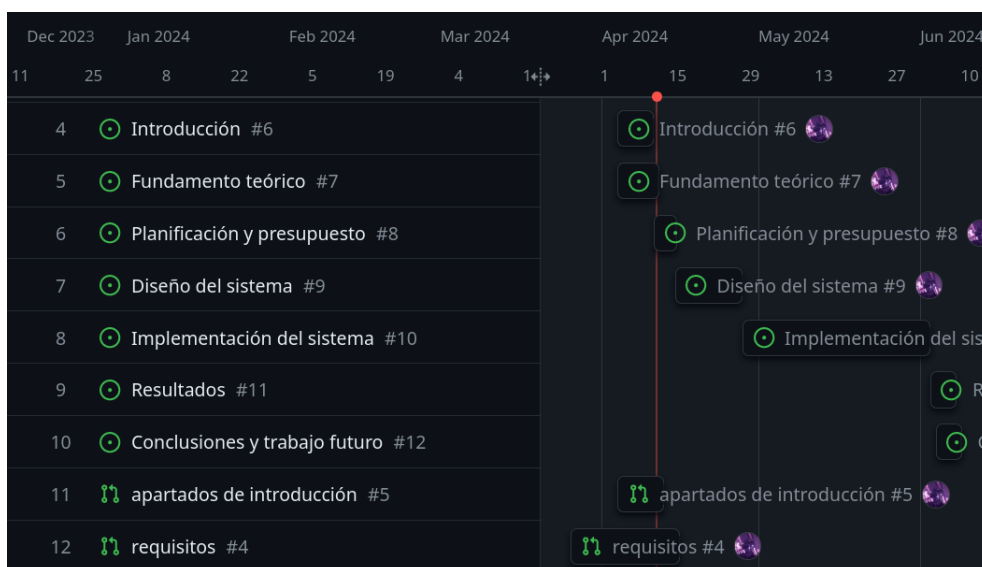 Dec 2023 Jan 2024 Feb 2024 Mar 2024 Apr 2024 May 2024 Jun 2024
11 25 8 22 5 19 4 1 1 15 29 13 27 10
4 Introducción #6 Introducción #6
5 Fundamento teórico #7 Fundamento teórico #7
6 Planificación y presupuesto #8 Planificación y presupuesto #8
7 Diseño del sistema #9 Diseño del sistema #9
8 Implementación del sistema #10 Implementación del sis
9 Resultados #11 R
10 Conclusiones y trabajo futuro #12
11 apartados de introducción #5 apartados de introducción #5
12 requisitos #4 requisitos #4